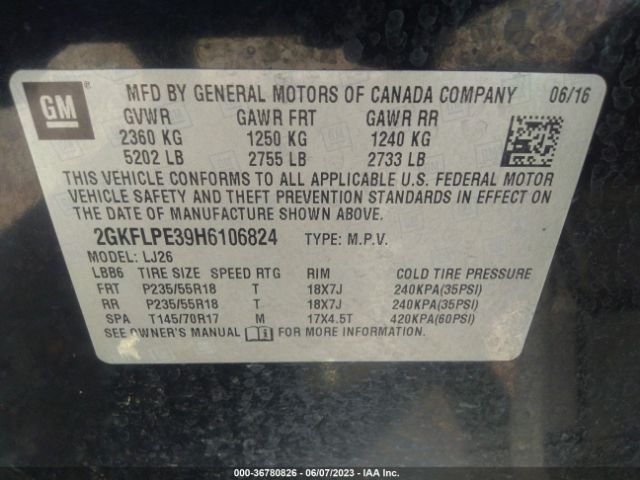 GM
®
MFD BY GENERAL MOTORS OF CANADA COMPANY 06/16
GVWR GAWR FRT GAWR RR
2360 KG 1250 KG 1240 KG
5202 LB 2755 LB 2733 LB
THIS VEHICLE CONFORMS TO ALL APPLICABLE U.S. FEDERAL MOTOR
VEHICLE SAFETY AND THEFT PREVENTION STANDARDS IN EFFECT ON
THE DATE OF MANUFACTURE SHOWN ABOVE.
2GKFLPE39H6106824 TYPE: M.P.V.
MODEL: LJ26
LBB6 TIRE SIZE SPEED RTG RIM COLD TIRE PRESSURE
FRT P235/55R18 T 18X7J 240KPA(35PSI)
RR P235/55R18 T 18X7J 240KPA(35PSI)
SPA T145/70R17 M 17X4.5T 420KPA(60PSI)
SEE OWNER'S MANUAL FOR MORE INFORMATION
000-36780826 - 06/07/2023 - IAA Inc.